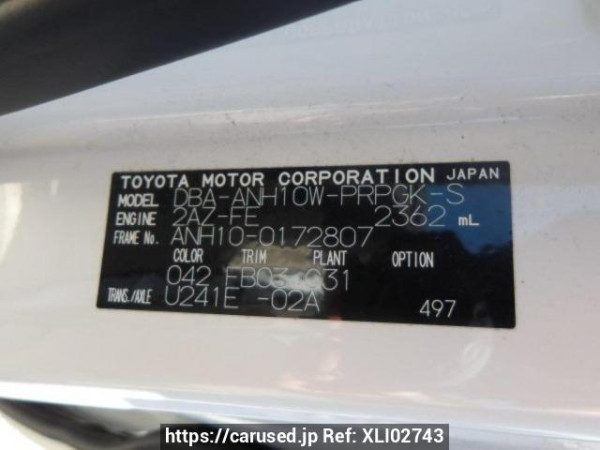 TOYOTA MOTOR CORPORATION JAPAN
MODEL DBA-ANH10W-PRPGK-S
ENGINE 2AZ-FE 2362 mL
FRAME No. ANH10-0172807
COLOR TRIM PLANT OPTION
042 FB03 031
TRANS./AXLE U241E -02A
497
https://carused.jp Ref: XLI02743